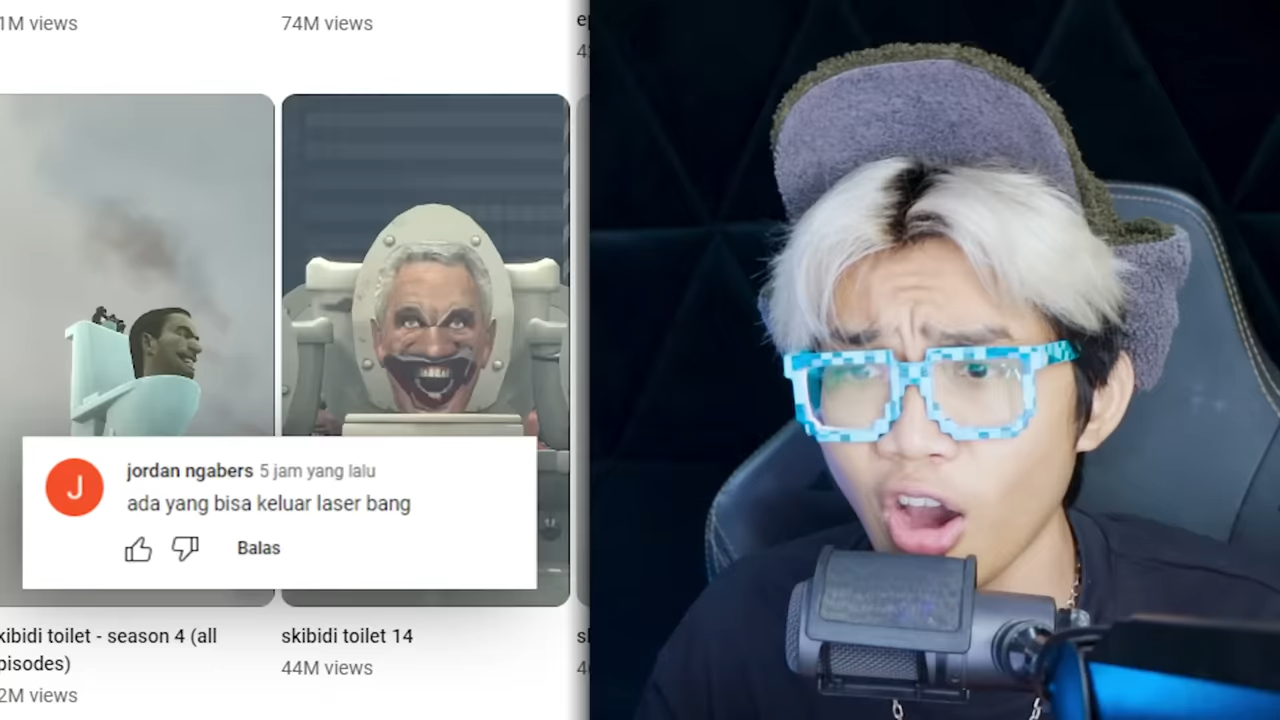 1M views
74M views
jordan ngabers 5 jam yang lalu
ada yang bisa keluar laser bang
Balas
kibidi toilet - season 4 (all
pisodes)
2M views
skibidi toilet 14
44M views